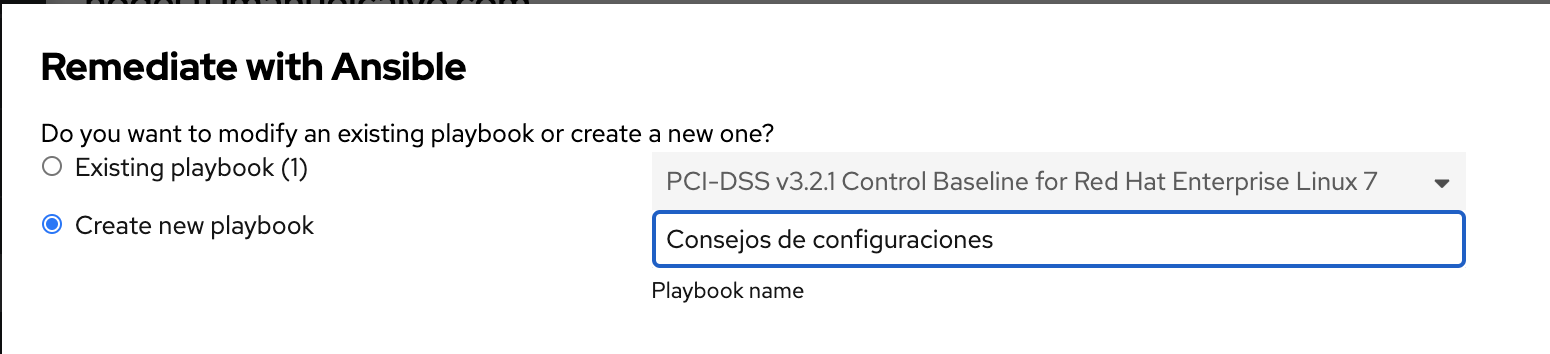 Remediate with Ansible
Do you want to modify an existing playbook or create a new one?
Existing playbook (1)
PCI-DSS v3.2.1 Control Baseline for Red Hat Enterprise Linux 7
Create new playbook
Consejos de configuraciones
Playbook name